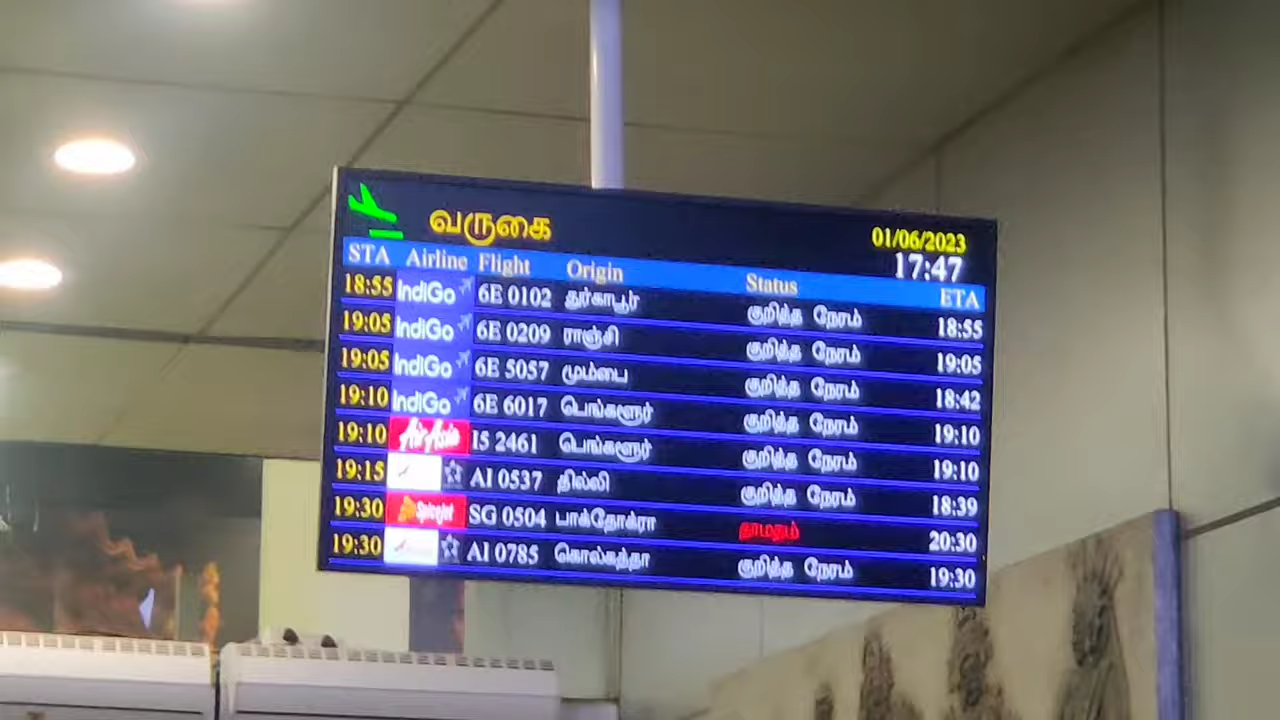 வருகை 01/06/2023
17:47
STA Airline Flight Origin Status ETA
18:55 IndiGo 6E 0102 துர்காபூர் குறித்த நேரம் 18:55
19:05 IndiGo 6E 0209 ராஞ்சி குறித்த நேரம் 19:05
19:05 IndiGo 6E 5057 மும்பை குறித்த நேரம் 18:42
19:10 IndiGo 6E 6017 பெங்களூர் குறித்த நேரம் 19:10
19:10 AirAsia I5 2461 பெங்களூர் குறித்த நேரம் 19:10
19:15 AI 0537 தில்லி குறித்த நேரம் 18:39
19:30 Spicejet SG 0504 பாக்தோக்ரா தாமதம் 20:30
19:30 AI 0785 கொல்கத்தா குறித்த நேரம் 19:30